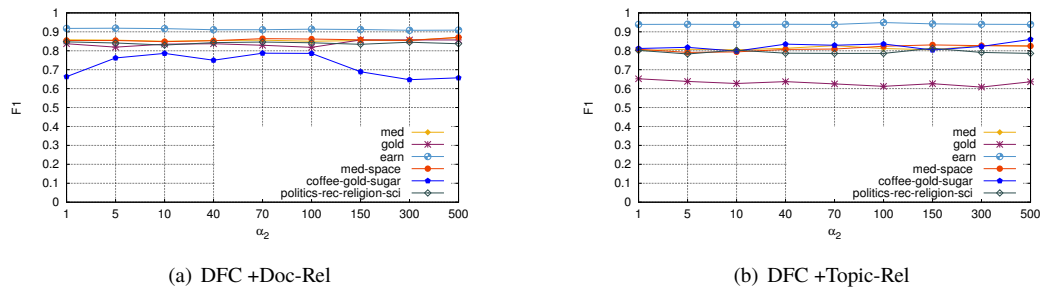 1
0.9
0.8
0.7
0.6
0.5
0.4
0.3
0.2
0.1
0
F1
med
gold
earn
med-space
coffee-gold-sugar
politics-rec-religion-sci
1 5 10 40 70 100 150 300 500
α2
(a) DFC +Doc-Rel
1
0.9
0.8
0.7
0.6
0.5
0.4
0.3
0.2
0.1
0
F1
med
gold
earn
med-space
coffee-gold-sugar
politics-rec-religion-sci
1 5 10 40 70 100 150 300 500
α2
(b) DFC +Topic-Rel